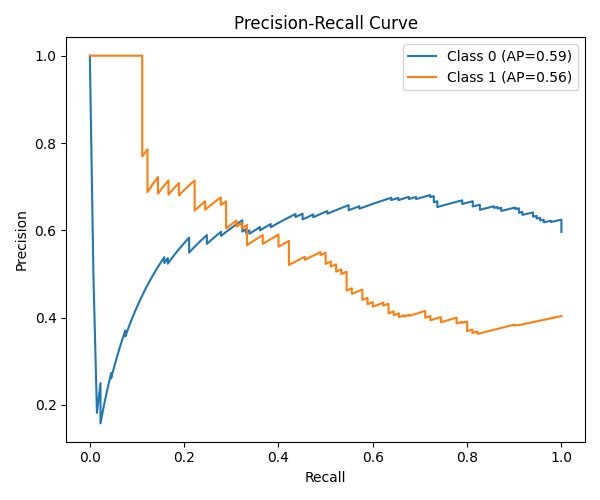 Precision-Recall Curve
Class 0 (AP=0.59)
Class 1 (AP=0.56)
Precision
1.0
0.8
0.6
0.4
0.2
0.0 0.2 0.4 0.6 0.8 1.0
Recall